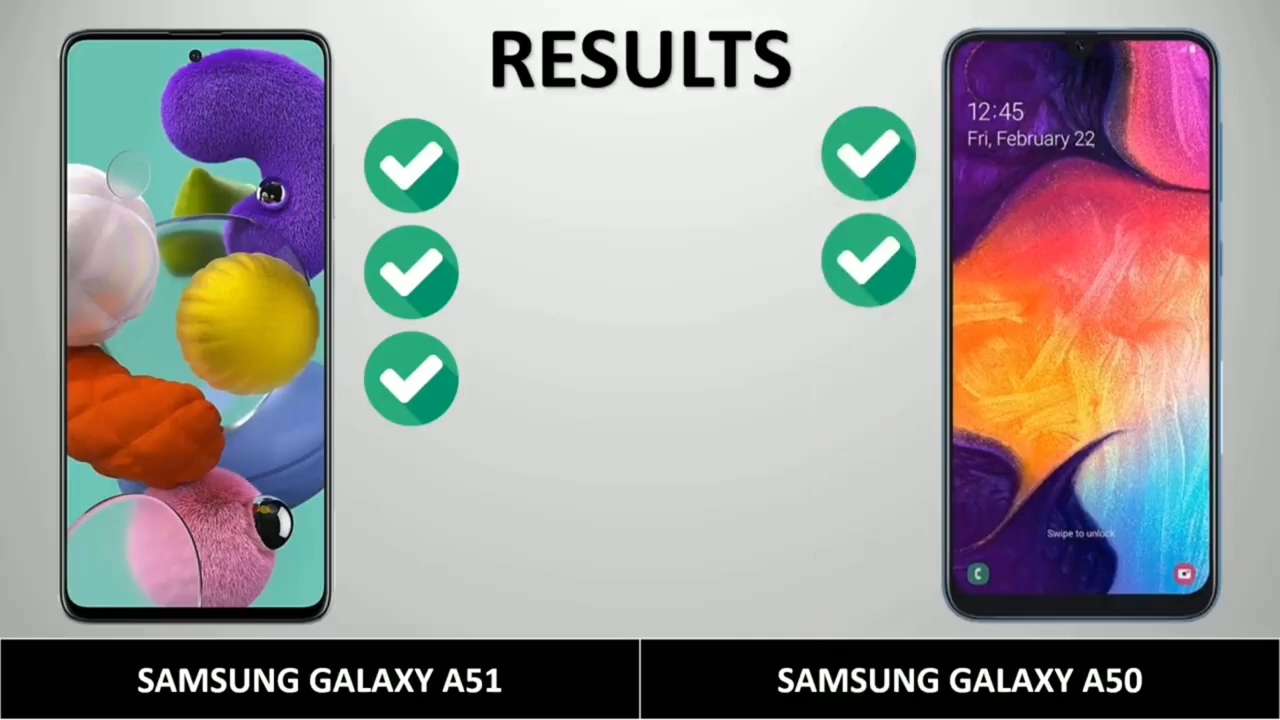 RESULTS
12:45
Fri, February 22
Swipe to unlock
SAMSUNG GALAXY A51
SAMSUNG GALAXY A50